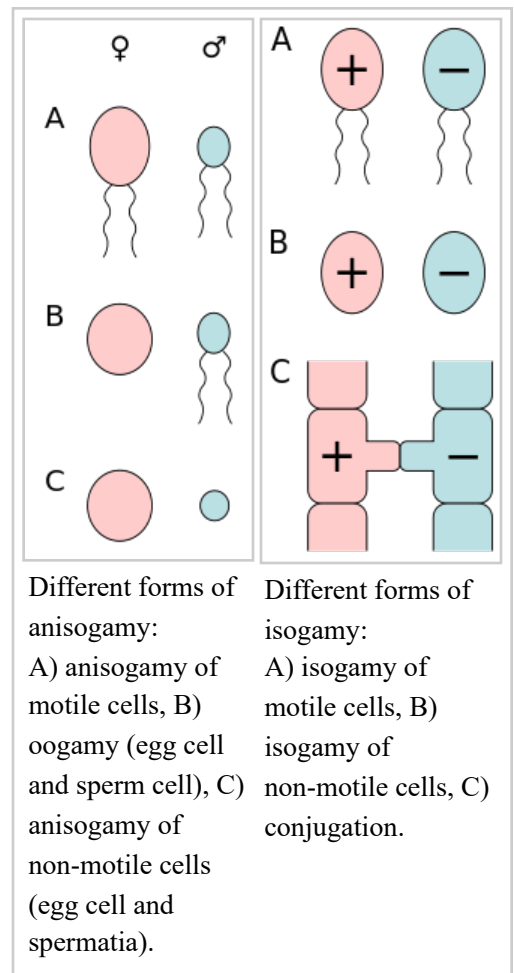 ♀ ♂
A
B
C
Different forms of
anisogamy:
A) anisogamy of
motile cells, B)
oogamy (egg cell
and sperm cell), C)
anisogamy of
non-motile cells
(egg cell and
spermatia).
A
+ −
B
+ −
C
+ −
Different forms of
isogamy:
A) isogamy of
motile cells, B)
isogamy of
non-motile cells, C)
conjugation.